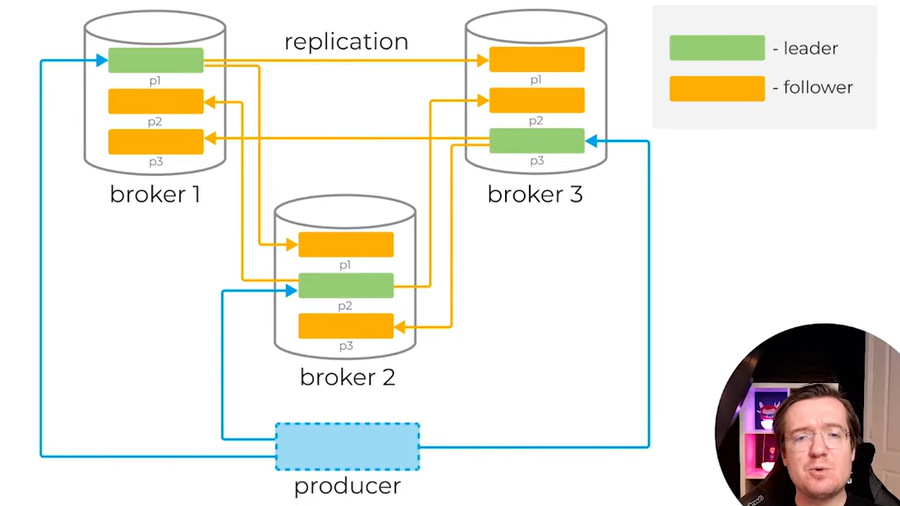 replication
p1
p2
p3
broker 1
p1
p2
p3
broker 3
- leader
- follower
p1
p2
p3
broker 2
producer